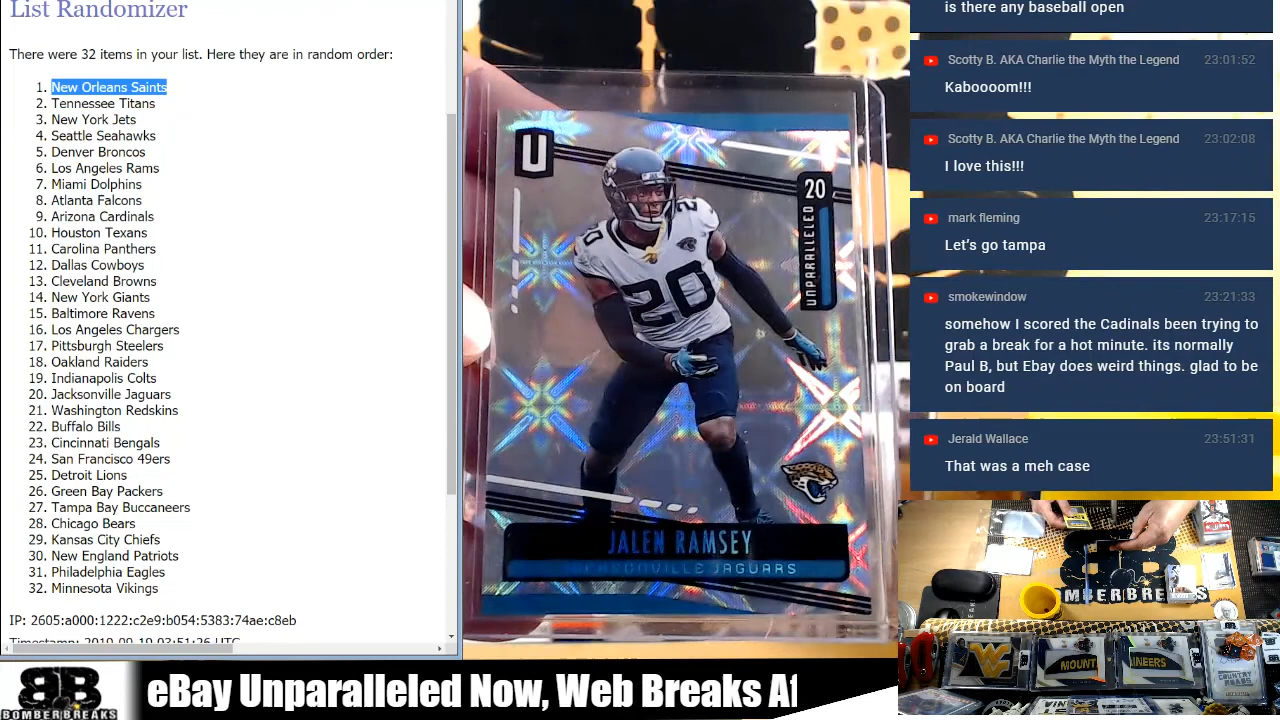 List Randomizer
There were 32 items in your list. Here they are in random order:
1. New Orleans Saints
2. Tennessee Titans
3. New York Jets
4. Seattle Seahawks
5. Denver Broncos
6. Los Angeles Rams
7. Miami Dolphins
8. Atlanta Falcons
9. Arizona Cardinals
10. Houston Texans
11. Carolina Panthers
12. Dallas Cowboys
13. Cleveland Browns
14. New York Giants
15. Baltimore Ravens
16. Los Angeles Chargers
17. Pittsburgh Steelers
18. Oakland Raiders
19. Indianapolis Colts
20. Jacksonville Jaguars
21. Washington Redskins
22. Buffalo Bills
23. Cincinnati Bengals
24. San Francisco 49ers
25. Detroit Lions
26. Green Bay Packers
27. Tampa Bay Buccaneers
28. Chicago Bears
29. Kansas City Chiefs
30. New England Patriots
31. Philadelphia Eagles
32. Minnesota Vikings
IP: 2605:a000:1222:c2e9:b054:5383:74ae:c8eb
U
20
UNPARALLELED
20
20
JALEN RAMSEY
JAGUARS
is there any baseball open
Scotty B. AKA Charlie the Myth the Legend 23:01:52
Kaboooom!!!
Scotty B. AKA Charlie the Myth the Legend 23:02:08
I love this!!!
mark fleming 23:17:15
Let's go tampa
smokewindow 23:21:33
somehow I scored the Cadinals been trying to
grab a break for a hot minute. its normally
Paul B, but Ebay does weird things. glad to be
on board
Jerald Wallace 23:51:31
That was a meh case
BOMBER BREAKS
MOUNT
INEERS
COUNTRY
ROADS
BB
BOMBER BREAKS
eBay Unparalleled Now, Web Breaks Af